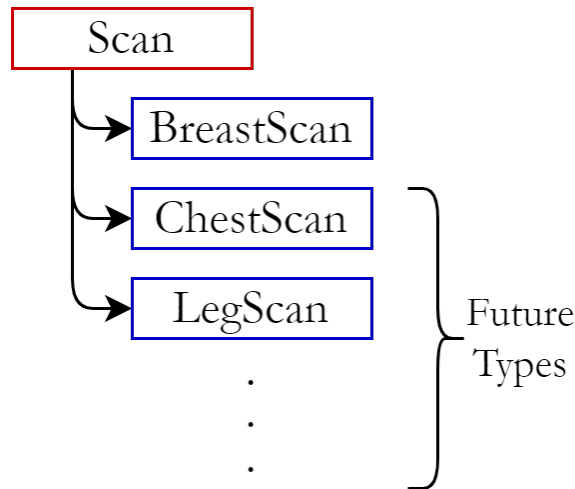 Scan
BreastScan
ChestScan
LegScan
Future
Types
.
.
.